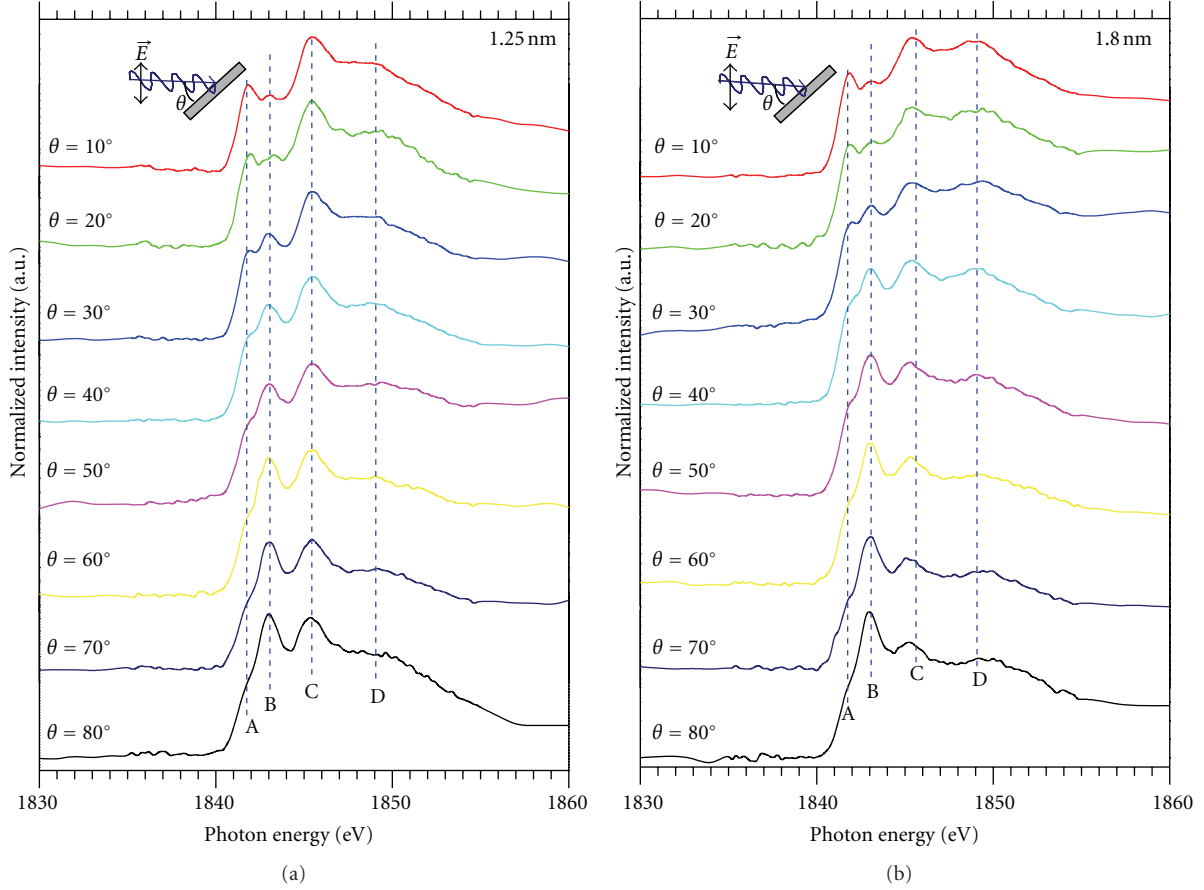 1.25 nm
E
θ
θ = 10°
θ = 20°
θ = 30°
θ = 40°
θ = 50°
θ = 60°
θ = 70°
θ = 80°
A
B
C
D
Normalized intensity (a.u.)
1830
1840
1850
1860
Photon energy (eV)
(a)
1.8 nm
E
θ
θ = 10°
θ = 20°
θ = 30°
θ = 40°
θ = 50°
θ = 60°
θ = 70°
θ = 80°
A
B
C
D
Normalized intensity (a.u.)
1830
1840
1850
1860
Photon energy (eV)
(b)